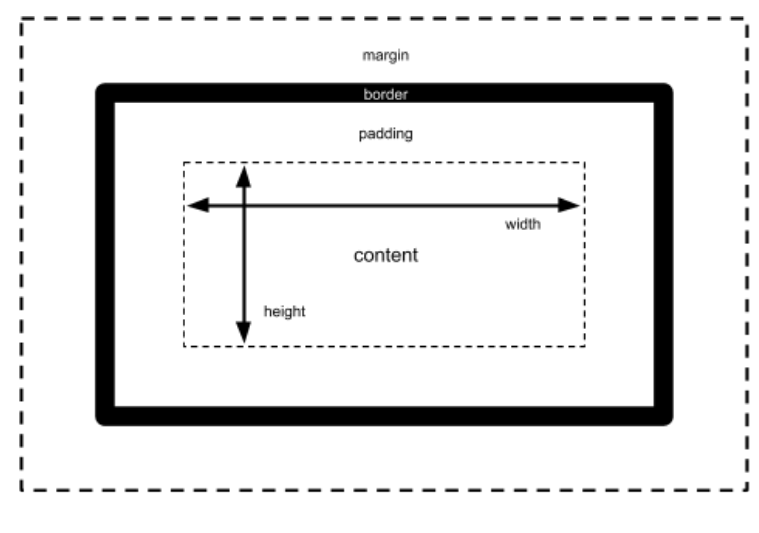 margin
border
padding
width
content
height